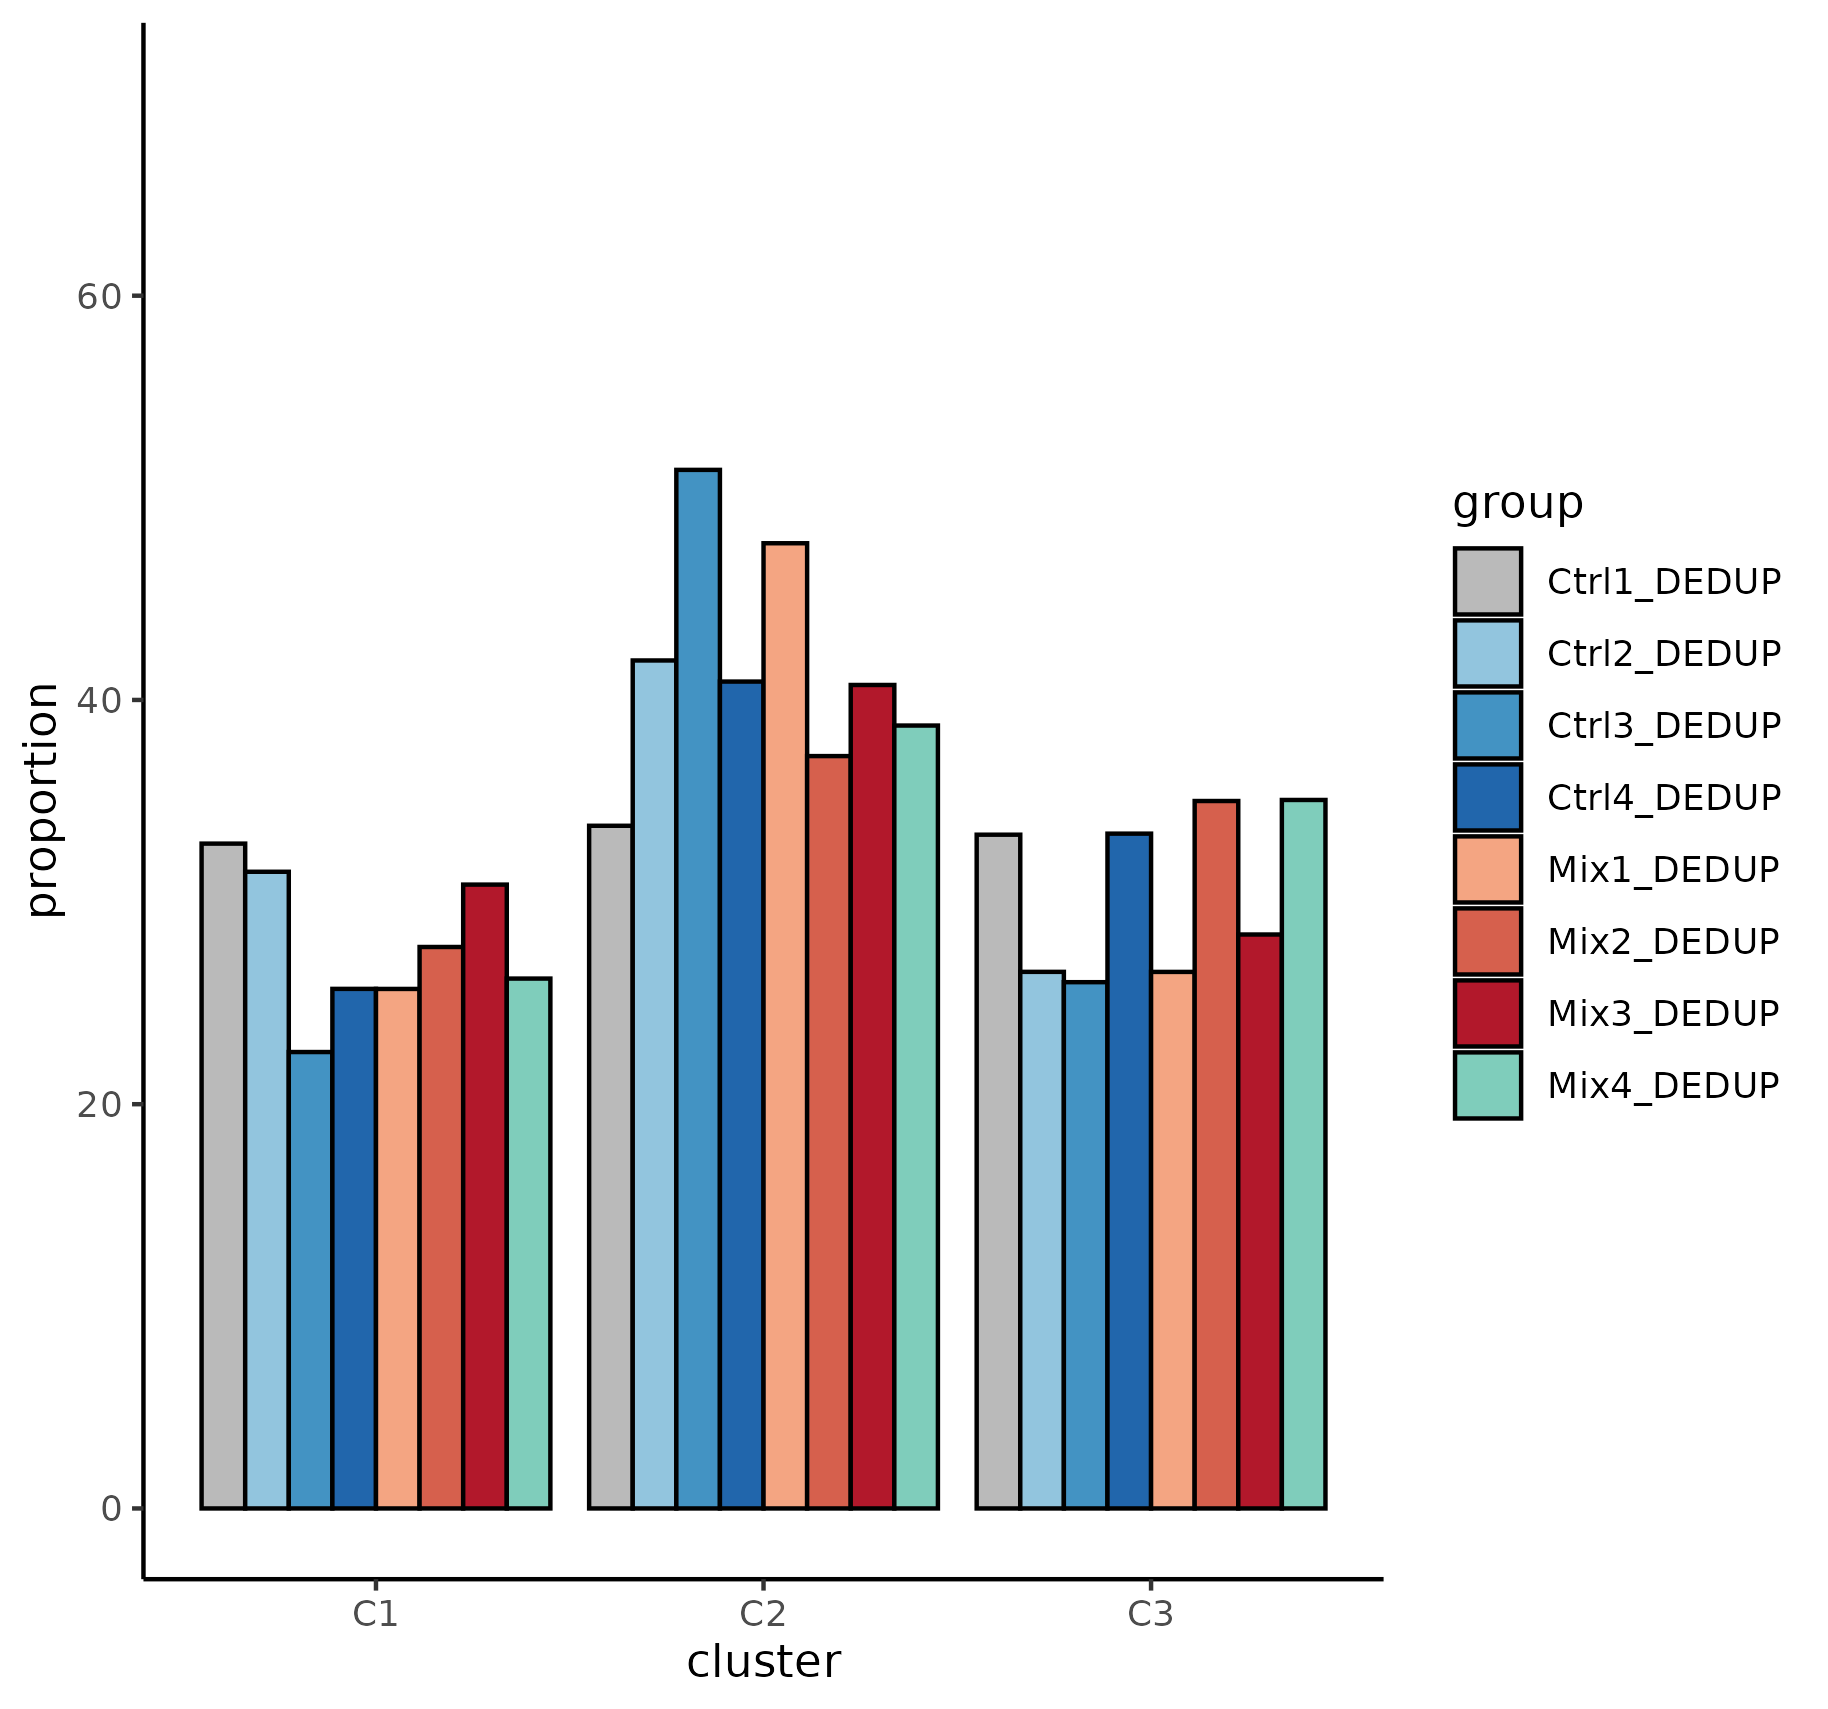 60
40
20
0
proportion
C1 C2 C3
cluster
group
Ctrl1_DEDUP
Ctrl2_DEDUP
Ctrl3_DEDUP
Ctrl4_DEDUP
Mix1_DEDUP
Mix2_DEDUP
Mix3_DEDUP
Mix4_DEDUP